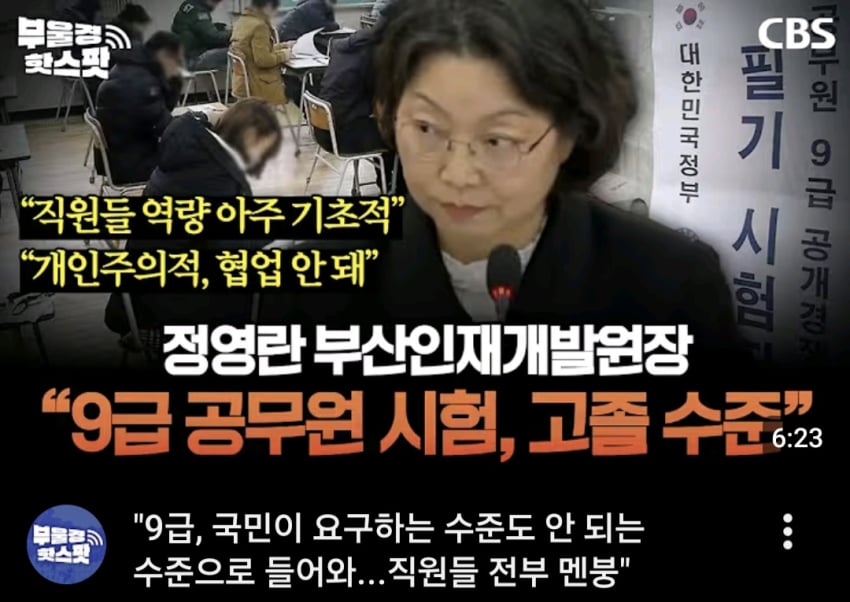 부울경
핫스팟
CBS
대한민국정부
공무원 9급 공개경쟁
필기시험
"직원들 역량 아주 기초적"
"개인주의적, 협업 안 돼"
정영란 부산인재개발원장
"9급 공무원 시험, 고졸 수준"
6:23
부울경
핫스팟
"9급, 국민이 요구하는 수준도 안 되는
수준으로 들어와...직원들 전부 멘붕"